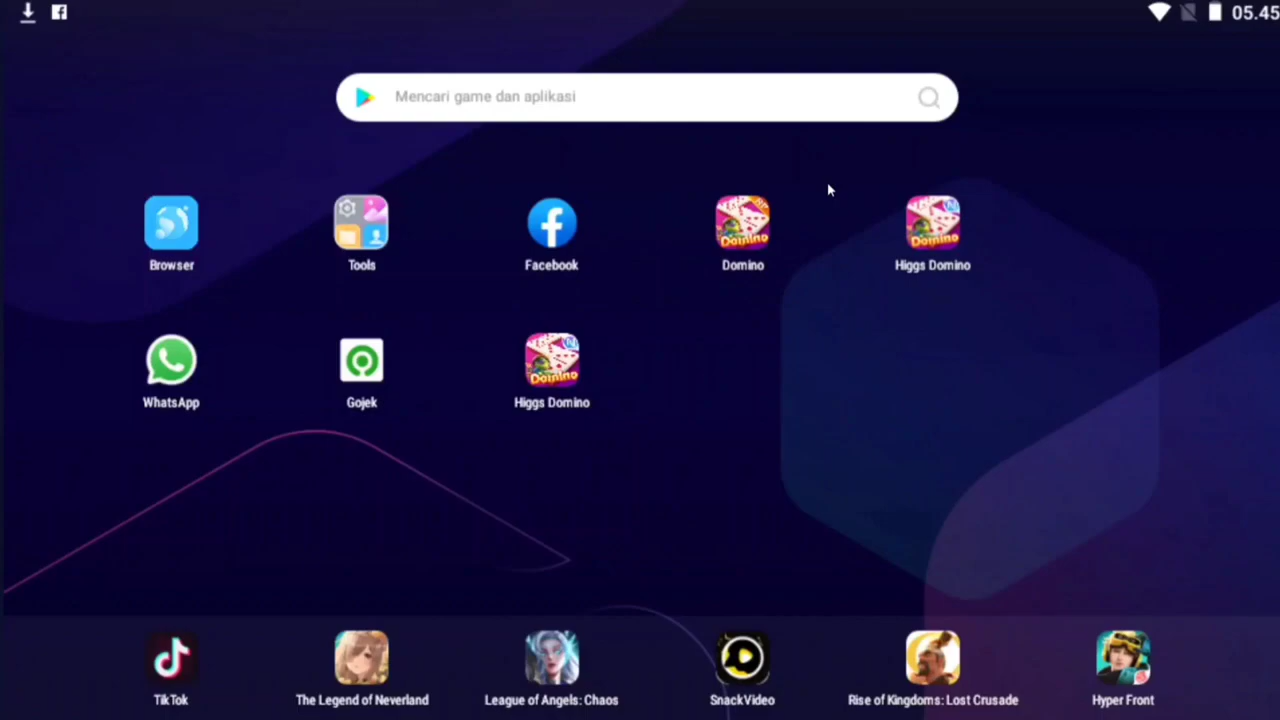 05.45
Mencari game dan aplikasi
Browser
Tools
Facebook
Domino
Higgs Domino
WhatsApp
Gojek
Higgs Domino
TikTok
The Legend of Neverland
League of Angels: Chaos
SnackVideo
Rise of Kingdoms: Lost Crusade
Hyper Front